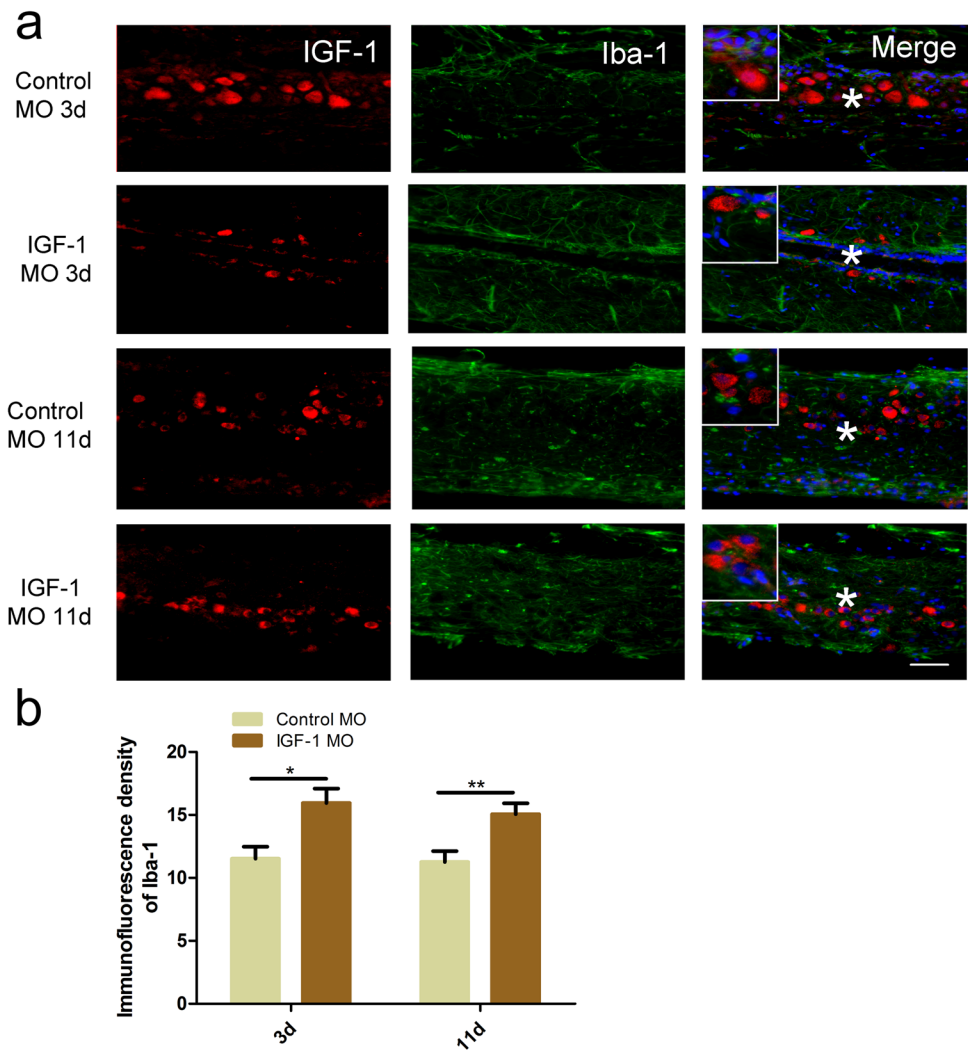 a
IGF-1
Iba-1
Merge
Control
MO 3d
*
IGF-1
MO 3d
*
Control
MO 11d
*
IGF-1
MO 11d
*
b
Control MO
IGF-1 MO
Immunofluorescence density
of Iba-1
20
15
10
5
0
*
**
3d
11d